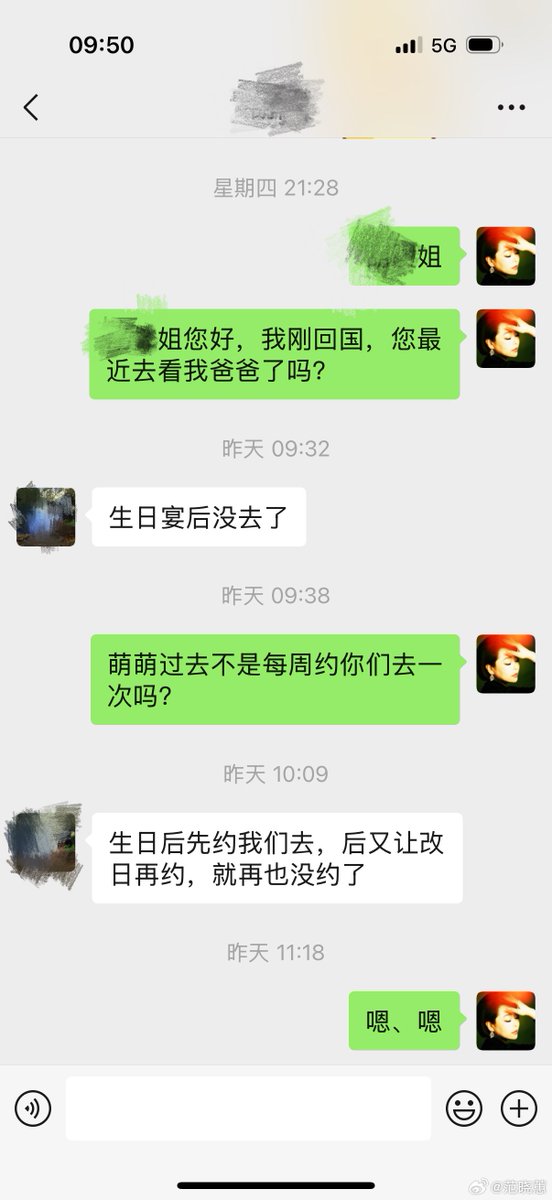 09:50
5G
星期四 21:28
姐
姐您好，我刚回国，您最
近去看我爸爸了吗？
昨天 09:32
生日宴后没去了
昨天 09:38
萌萌过去不是每周约你们去一
次吗？
昨天 10:09
生日后先约我们去，后又让改
日再约，就再也没约了
昨天 11:18
嗯、嗯